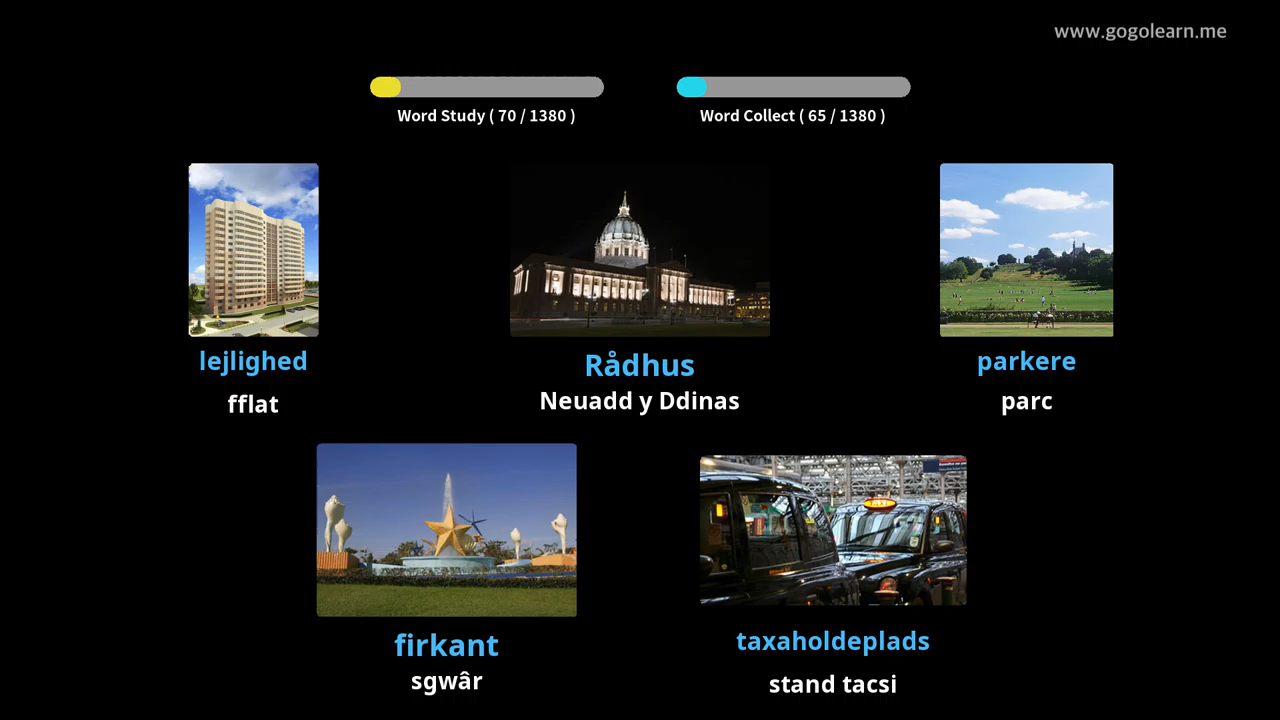 www.gogolearn.me
Word Study ( 70 / 1380 )
Word Collect ( 65 / 1380 )
lejlighed
fflat
Rådhus
Neuadd y Ddinas
parkere
parc
TAXI
firkant
sgwâr
taxaholdeplads
stand tacsi